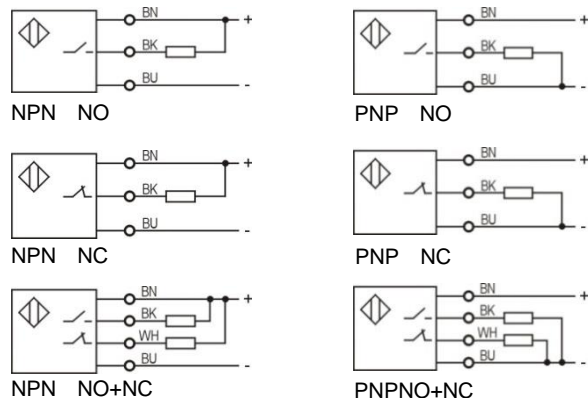 BN +
BK
BU -
NPN NO
BN +
BK
BU -
PNP NO
BN +
BK
BU -
NPN NC
BN +
BK
BU -
PNP NC
BN +
BK
WH
BU -
NPN NO+NC
BN +
BK
WH
BU -
PNPNO+NC